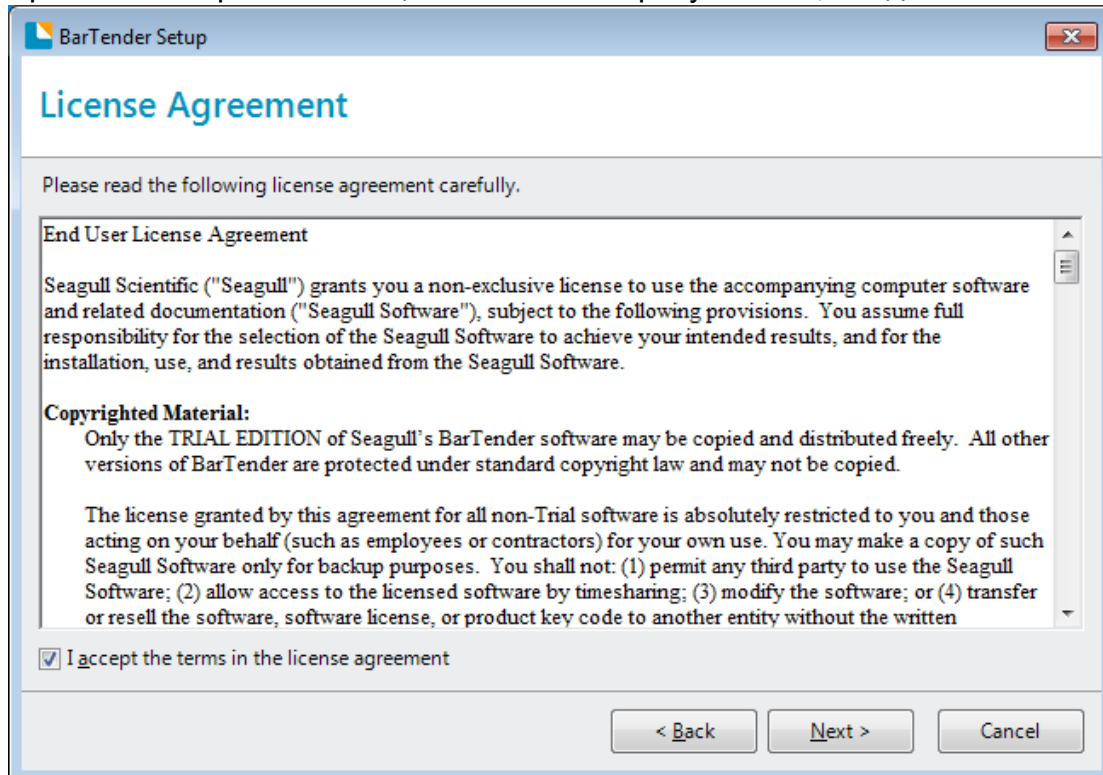 BarTender Setup
License Agreement
Please read the following license agreement carefully.
End User License Agreement
Seagull Scientific ("Seagull") grants you a non-exclusive license to use the accompanying computer software
and related documentation ("Seagull Software"), subject to the following provisions.  You assume full
responsibility for the selection of the Seagull Software to achieve your intended results, and for the
installation, use, and results obtained from the Seagull Software.
Copyrighted Material:
Only the TRIAL EDITION of Seagull's BarTender software may be copied and distributed freely.  All other
versions of BarTender are protected under standard copyright law and may not be copied.
The license granted by this agreement for all non-Trial software is absolutely restricted to you and those
acting on your behalf (such as employees or contractors) for your own use. You may make a copy of such
Seagull Software only for backup purposes.  You shall not: (1) permit any third party to use the Seagull
Software; (2) allow access to the licensed software by timesharing; (3) modify the software; or (4) transfer
or resell the software, software license, or product key code to another entity without the written
I accept the terms in the license agreement
< Back
Next >
Cancel